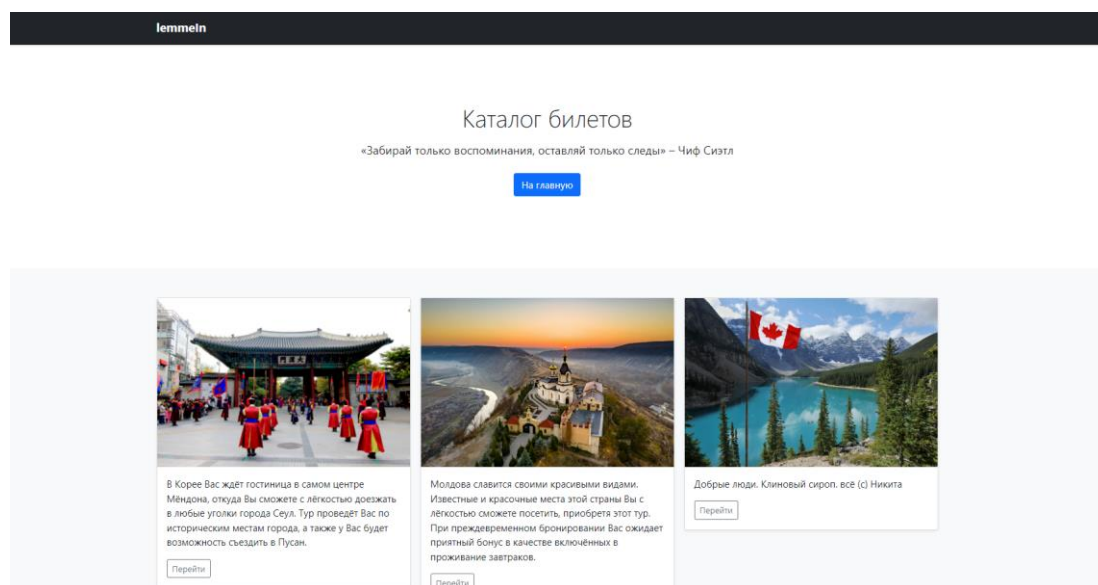 lemmeIn
Каталог билетов
«Забирай только воспоминания, оставляй только следы» – Чиф Сиэтл
На главную
В Корее Вас ждёт гостиница в самом центре
Мёндона, откуда Вы сможете с лёгкостью доезжать
в любые уголки города Сеул. Тур проведёт Вас по
историческим местам города, а также у Вас будет
возможность съездить в Пусан.
Перейти
Молдова славится своими красивыми видами.
Известные и красочные места этой страны Вы с
лёгкостью сможете посетить, приобретя этот тур.
При преждевременном бронировании Вас ожидает
приятный бонус в качестве включённых в
проживание завтраков.
Перейти
Добрые люди. Клиновый сироп. всё (c) Никита
Перейти